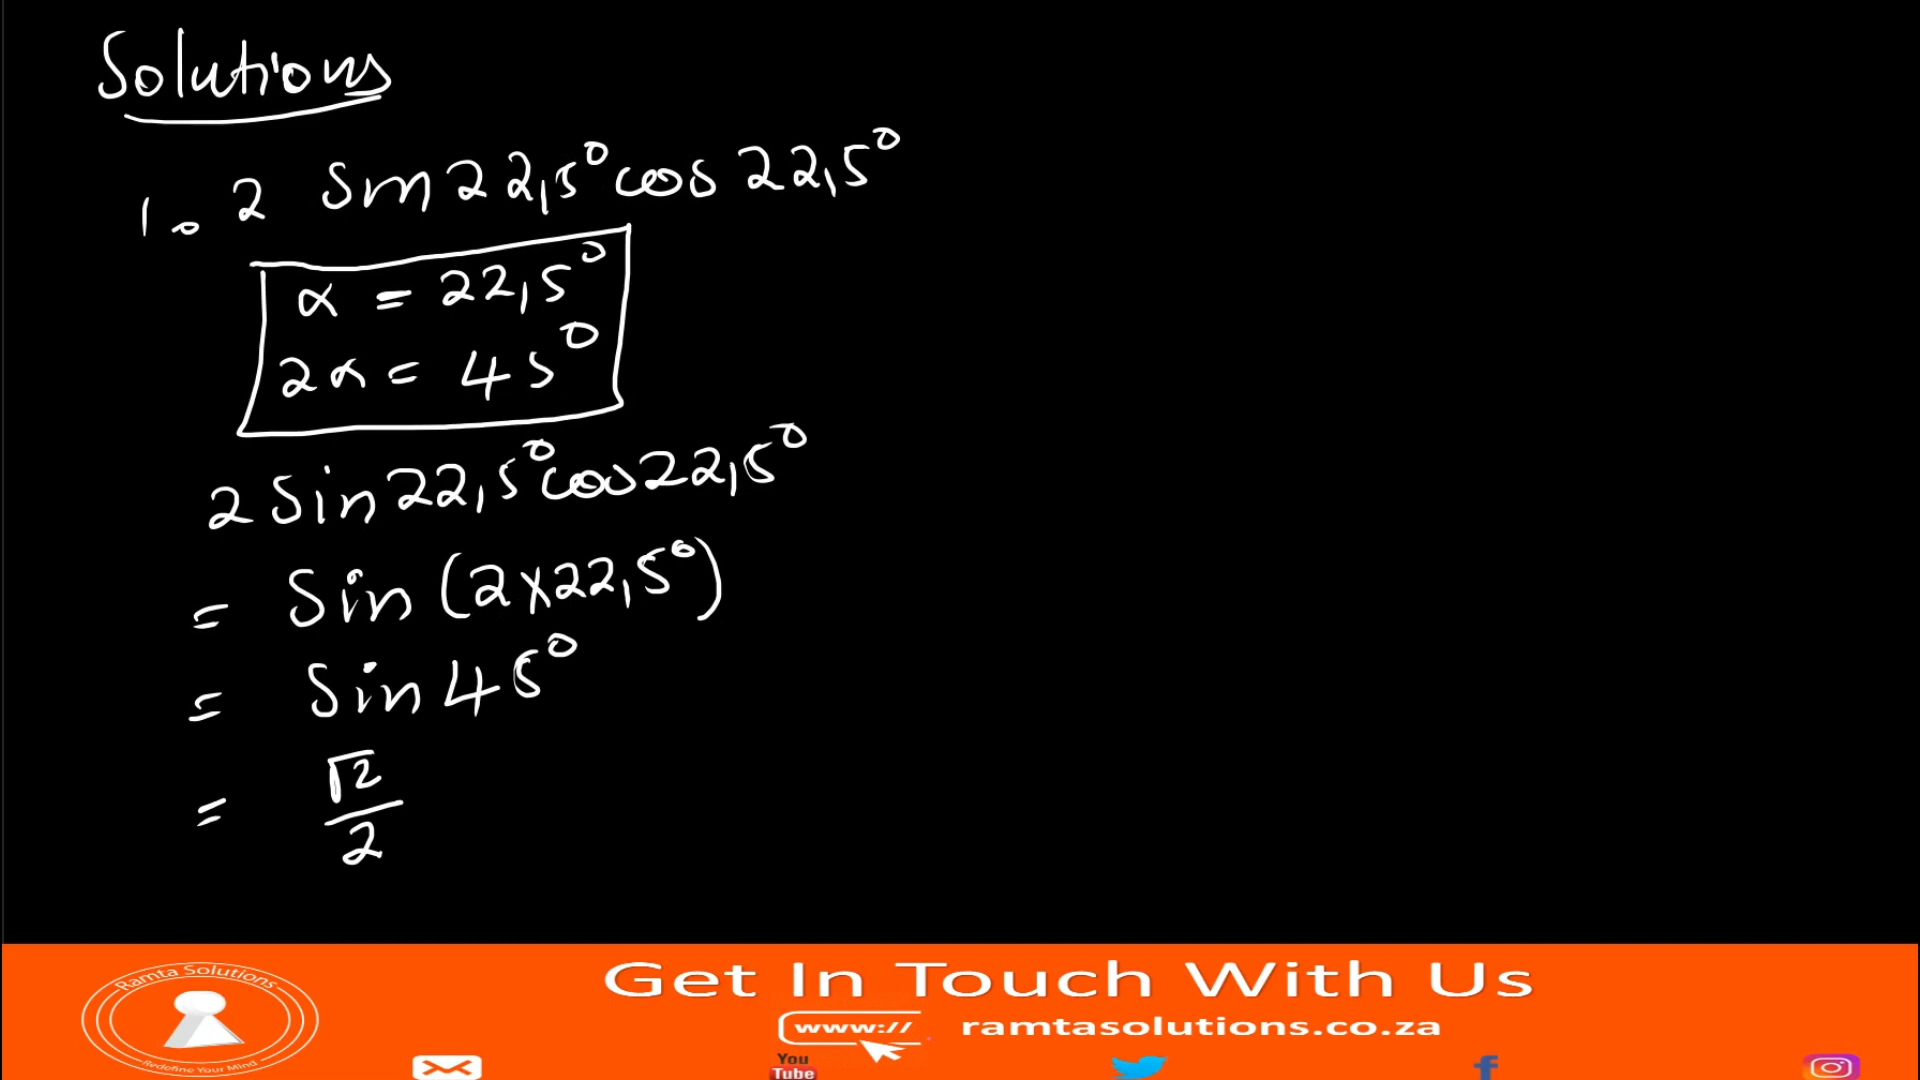 Solutions
1. 2 Sin 22,5° cos 22,5°
α = 22,5°
2α = 45°
2 Sin 22,5° cos 22,5°
= Sin (2x22,5°)
= Sin 45°
= √2/2
Get In Touch With Us
www:// ramtasolutions.co.za
Ramta Solutions
Redefine Your Mind
You
Tube